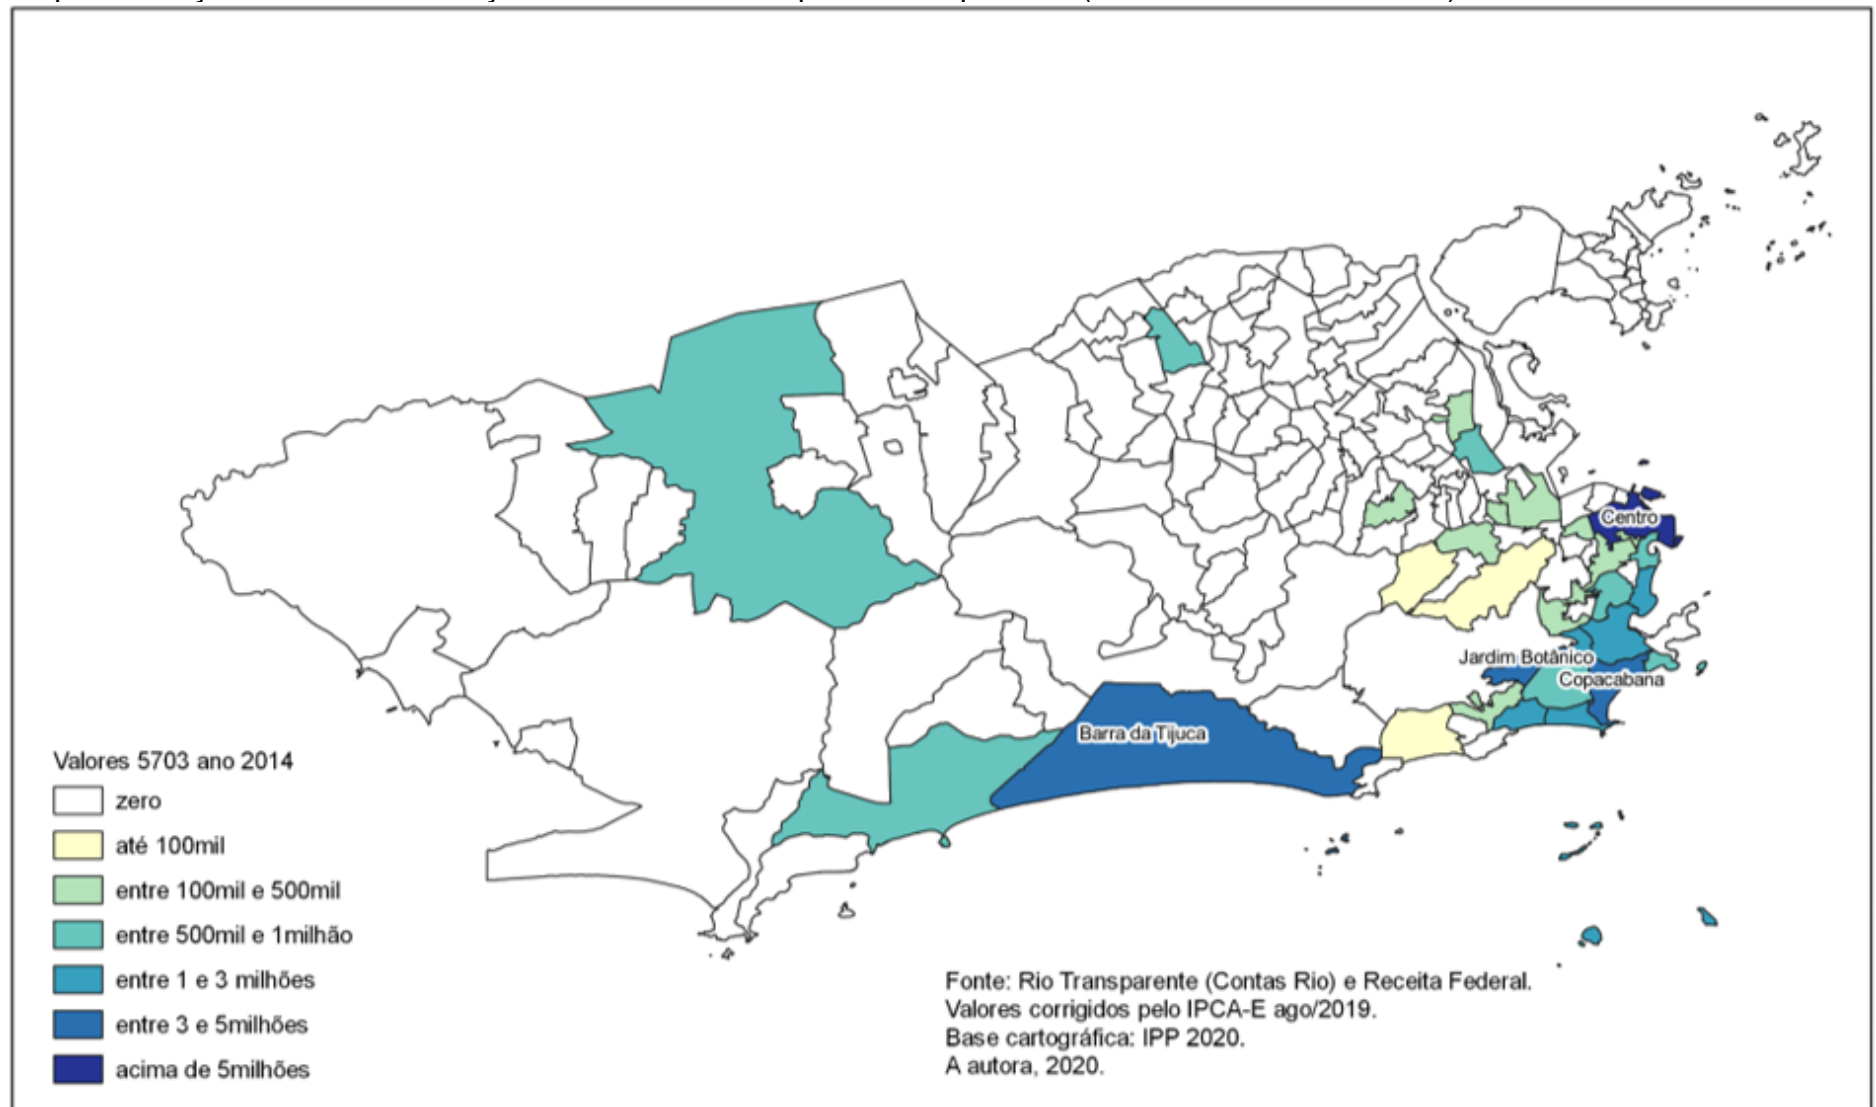 Centro
Jardim Botânico
Copacabana
Barra da Tijuca
Valores 5703 ano 2014
zero
até 100mil
entre 100mil e 500mil
entre 500mil e 1milhão
entre 1 e 3 milhões
entre 3 e 5milhões
acima de 5milhões
Fonte: Rio Transparente (Contas Rio) e Receita Federal.
Valores corrigidos pelo IPCA-E ago/2019.
Base cartográfica: IPP 2020.
A autora, 2020.